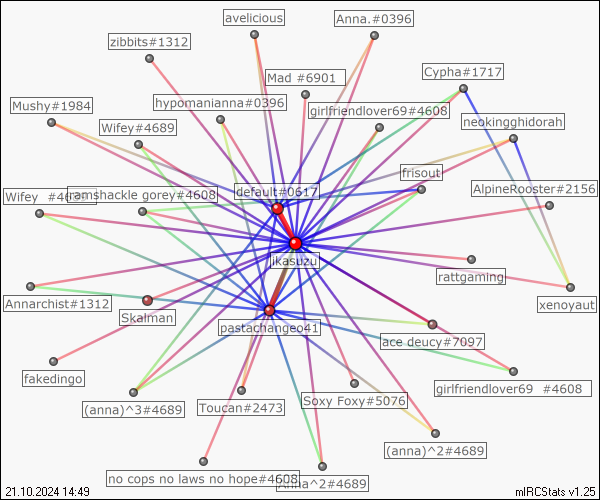 avelicious
Anna.#0396
zibbits#1312
Mad #6901
Cypha#1717
Mushy#1984
hypomanianna#0396
girlfriendlover69#4608
neokingghidorah
Wifey#4689
frisout
default#0617
AlpineRooster#2156
Wifey
ramshackle gorey#4608
likasuzu
rattgaming
xenoyaut
Annarchist#1312
Skalman
pastachangeo41
ace deucy#7097
fakedingo
girlfriendlover69 #4608
(anna)^3#4689
Toucan#2473
Soxy Foxy#5076
(anna)^2#4689
no cops no laws no hope#4608
Anna^2#4689
21.10.2024 14:49
mIRCStats v1.25